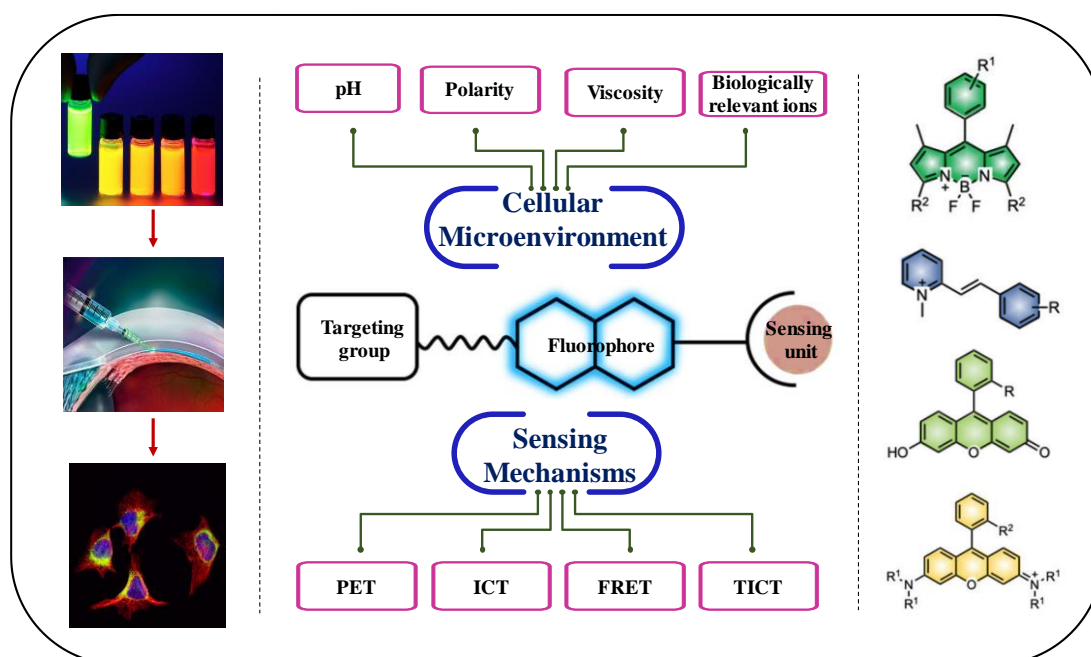 pH
Polarity
Viscosity
Biologically
relevant ions
Cellular
Microenvironment
Targeting
group
Fluorophore
Sensing
unit
Sensing
Mechanisms
PET
ICT
FRET
TICT
R¹
N
N
+
B
R²
F
F
R²
+
N
R
R
HO
O
O
R²
R¹
N
R¹
O
+
N
R¹
R¹